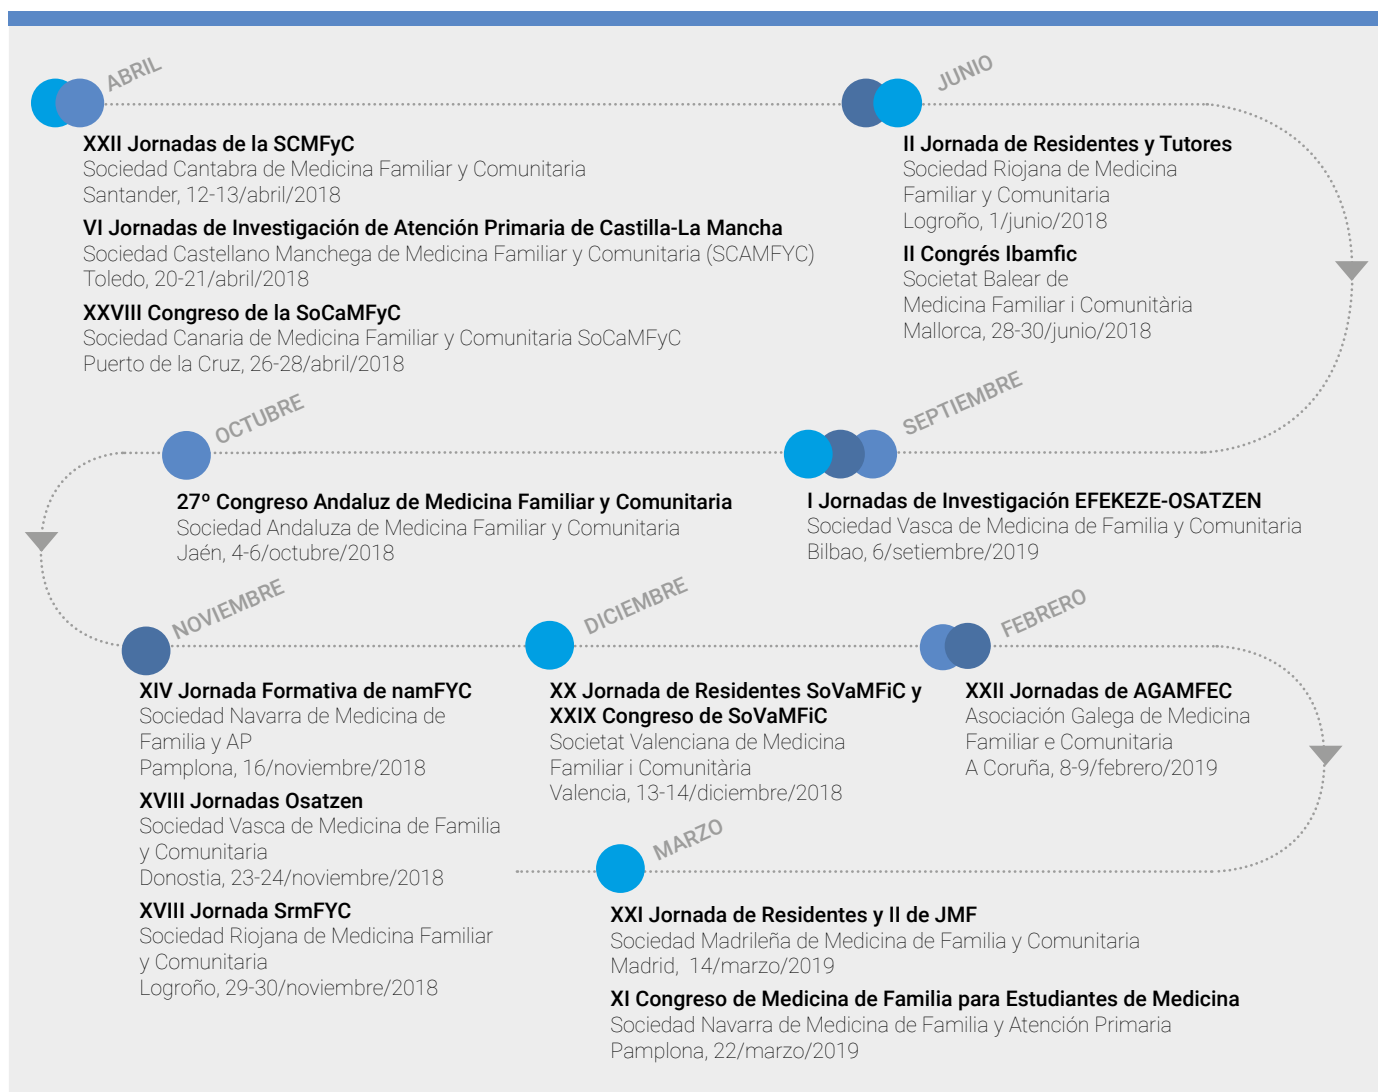 ABRIL
XXII Jornadas de la SCMFyC
Sociedad Cantabra de Medicina Familiar y Comunitaria
Santander, 12-13/abril/2018
VI Jornadas de Investigación de Atención Primaria de Castilla-La Mancha
Sociedad Castellano Manchega de Medicina Familiar y Comunitaria (SCAMFYC)
Toledo, 20-21/abril/2018
XXVIII Congreso de la SoCaMFyC
Sociedad Canaria de Medicina Familiar y Comunitaria SoCaMFyC
Puerto de la Cruz, 26-28/abril/2018
JUNIO
II Jornada de Residentes y Tutores
Sociedad Riojana de Medicina
Familiar y Comunitaria
Logroño, 1/junio/2018
II Congrés Ibamfic
Societat Balear de
Medicina Familiar i Comunitària
Mallorca, 28-30/junio/2018
SEPTIEMBRE
I Jornadas de Investigación EFEKEZE-OSATZEN
Sociedad Vasca de Medicina de Familia y Comunitaria
Bilbao, 6/setiembre/2019
OCTUBRE
27º Congreso Andaluz de Medicina Familiar y Comunitaria
Sociedad Andaluza de Medicina Familiar y Comunitaria
Jaén, 4-6/octubre/2018
NOVIEMBRE
XIV Jornada Formativa de namFYC
Sociedad Navarra de Medicina de
Familia y AP
Pamplona, 16/noviembre/2018
XVIII Jornadas Osatzen
Sociedad Vasca de Medicina de Familia
y Comunitaria
Donostia, 23-24/noviembre/2018
XVIII Jornada SrmFYC
Sociedad Riojana de Medicina Familiar
y Comunitaria
Logroño, 29-30/noviembre/2018
DICIEMBRE
XX Jornada de Residentes SoVaMFiC y
XXIX Congreso de SoVaMFiC
Societat Valenciana de Medicina
Familiar i Comunitària
Valencia, 13-14/diciembre/2018
FEBRERO
XXII Jornadas de AGAMFEC
Asociación Galega de Medicina
Familiar e Comunitaria
A Coruña, 8-9/febrero/2019
MARZO
XXI Jornada de Residentes y II de JMF
Sociedad Madrileña de Medicina de Familia y Comunitaria
Madrid, 14/marzo/2019
XI Congreso de Medicina de Familia para Estudiantes de Medicina
Sociedad Navarra de Medicina de Familia y Atención Primaria
Pamplona, 22/marzo/2019